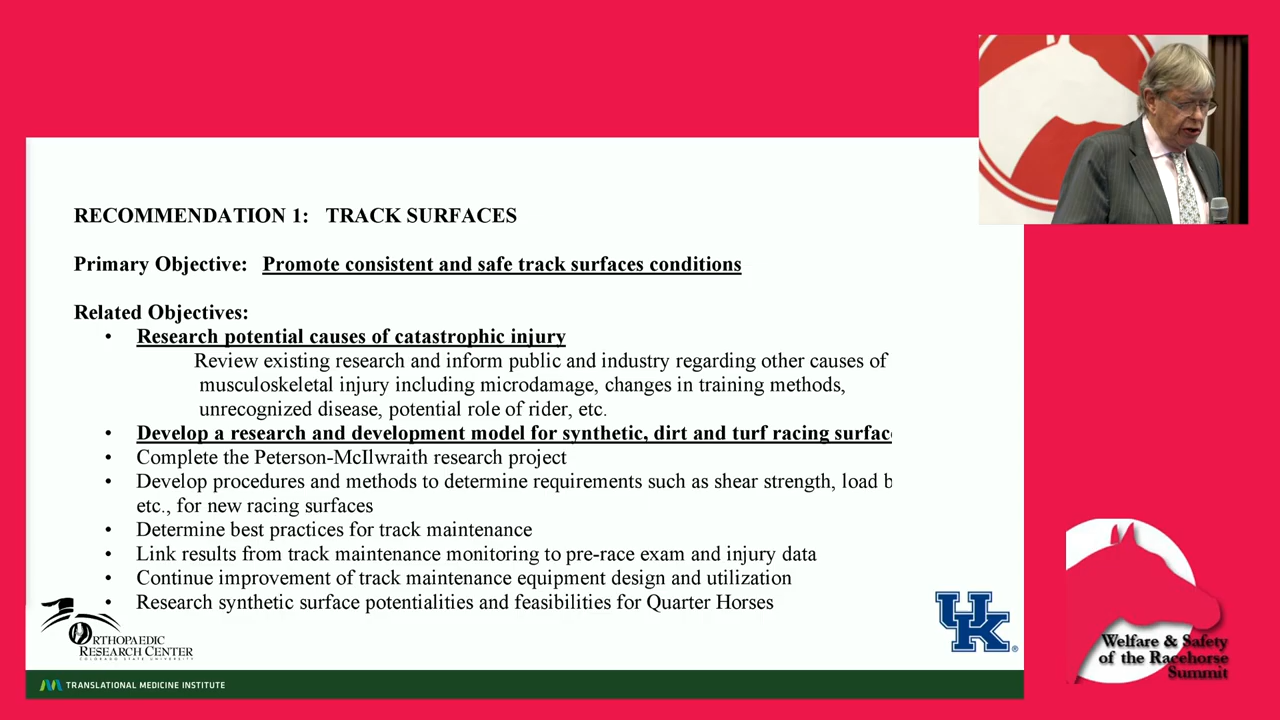 RECOMMENDATION 1: TRACK SURFACES
Primary Objective: Promote consistent and safe track surfaces conditions
Related Objectives:
• Research potential causes of catastrophic injury
Review existing research and inform public and industry regarding other causes of
musculoskeletal injury including microdamage, changes in training methods,
unrecognized disease, potential role of rider, etc.
• Develop a research and development model for synthetic, dirt and turf racing surfac
• Complete the Peterson-McIlwraith research project
• Develop procedures and methods to determine requirements such as shear strength, load b
etc., for new racing surfaces
• Determine best practices for track maintenance
• Link results from track maintenance monitoring to pre-race exam and injury data
• Continue improvement of track maintenance equipment design and utilization
• Research synthetic surface potentialities and feasibilities for Quarter Horses
ORTHOPAEDIC
RESEARCH CENTER
COLORADO STATE UNIVERSITY
UK
TRANSLATIONAL MEDICINE INSTITUTE
Welfare & Safety
of the Racehorse
Summit